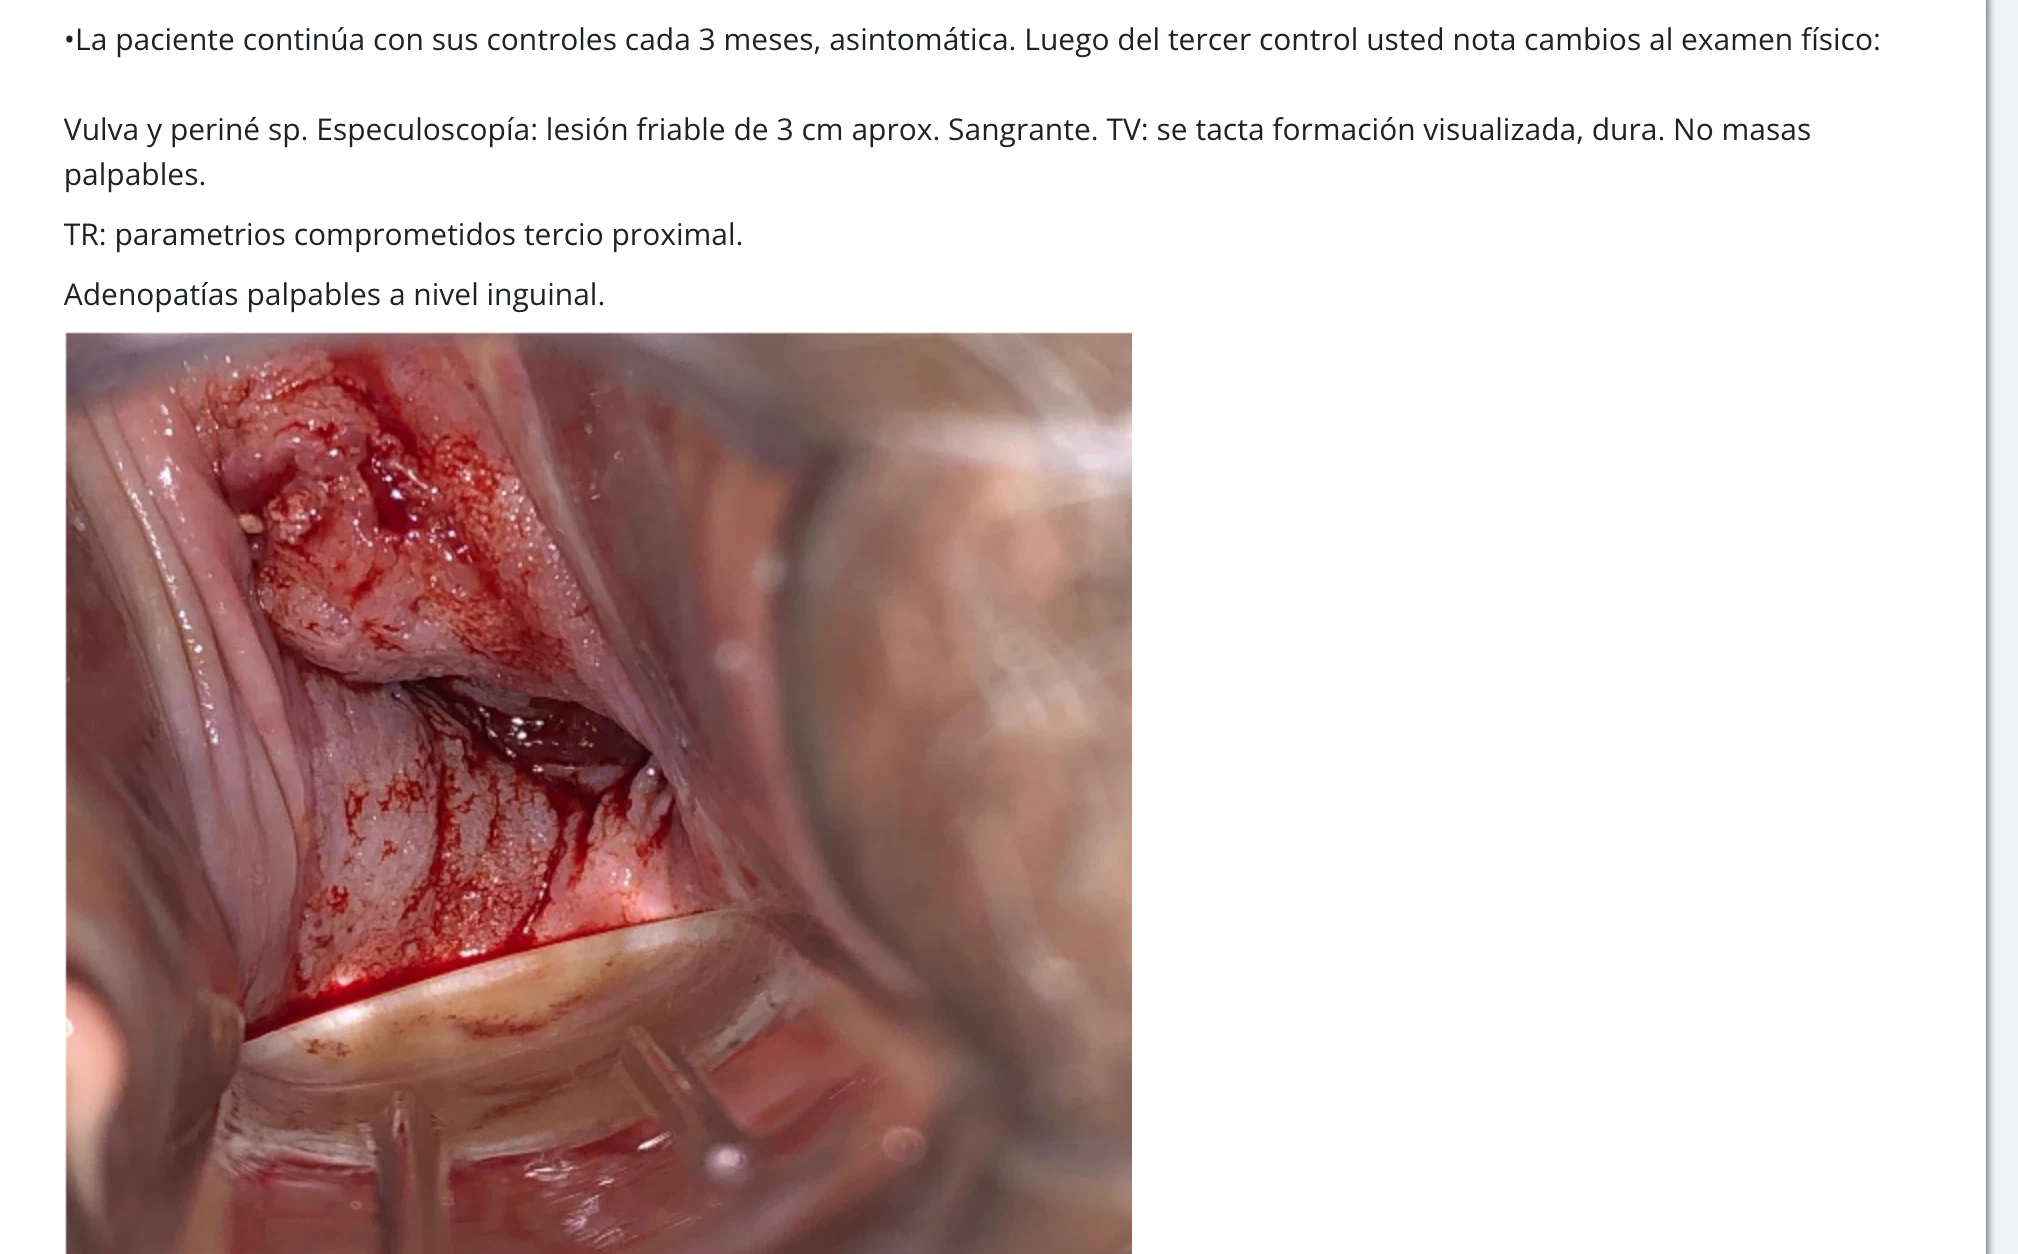 •La paciente continúa con sus controles cada 3 meses, asintomática. Luego del tercer control usted nota cambios al examen físico:
Vulva y periné sp. Especuloscopía: lesión friable de 3 cm aprox. Sangrante. TV: se tacta formación visualizada, dura. No masas
palpables.
TR: parametrios comprometidos tercio proximal.
Adenopatías palpables a nivel inguinal.